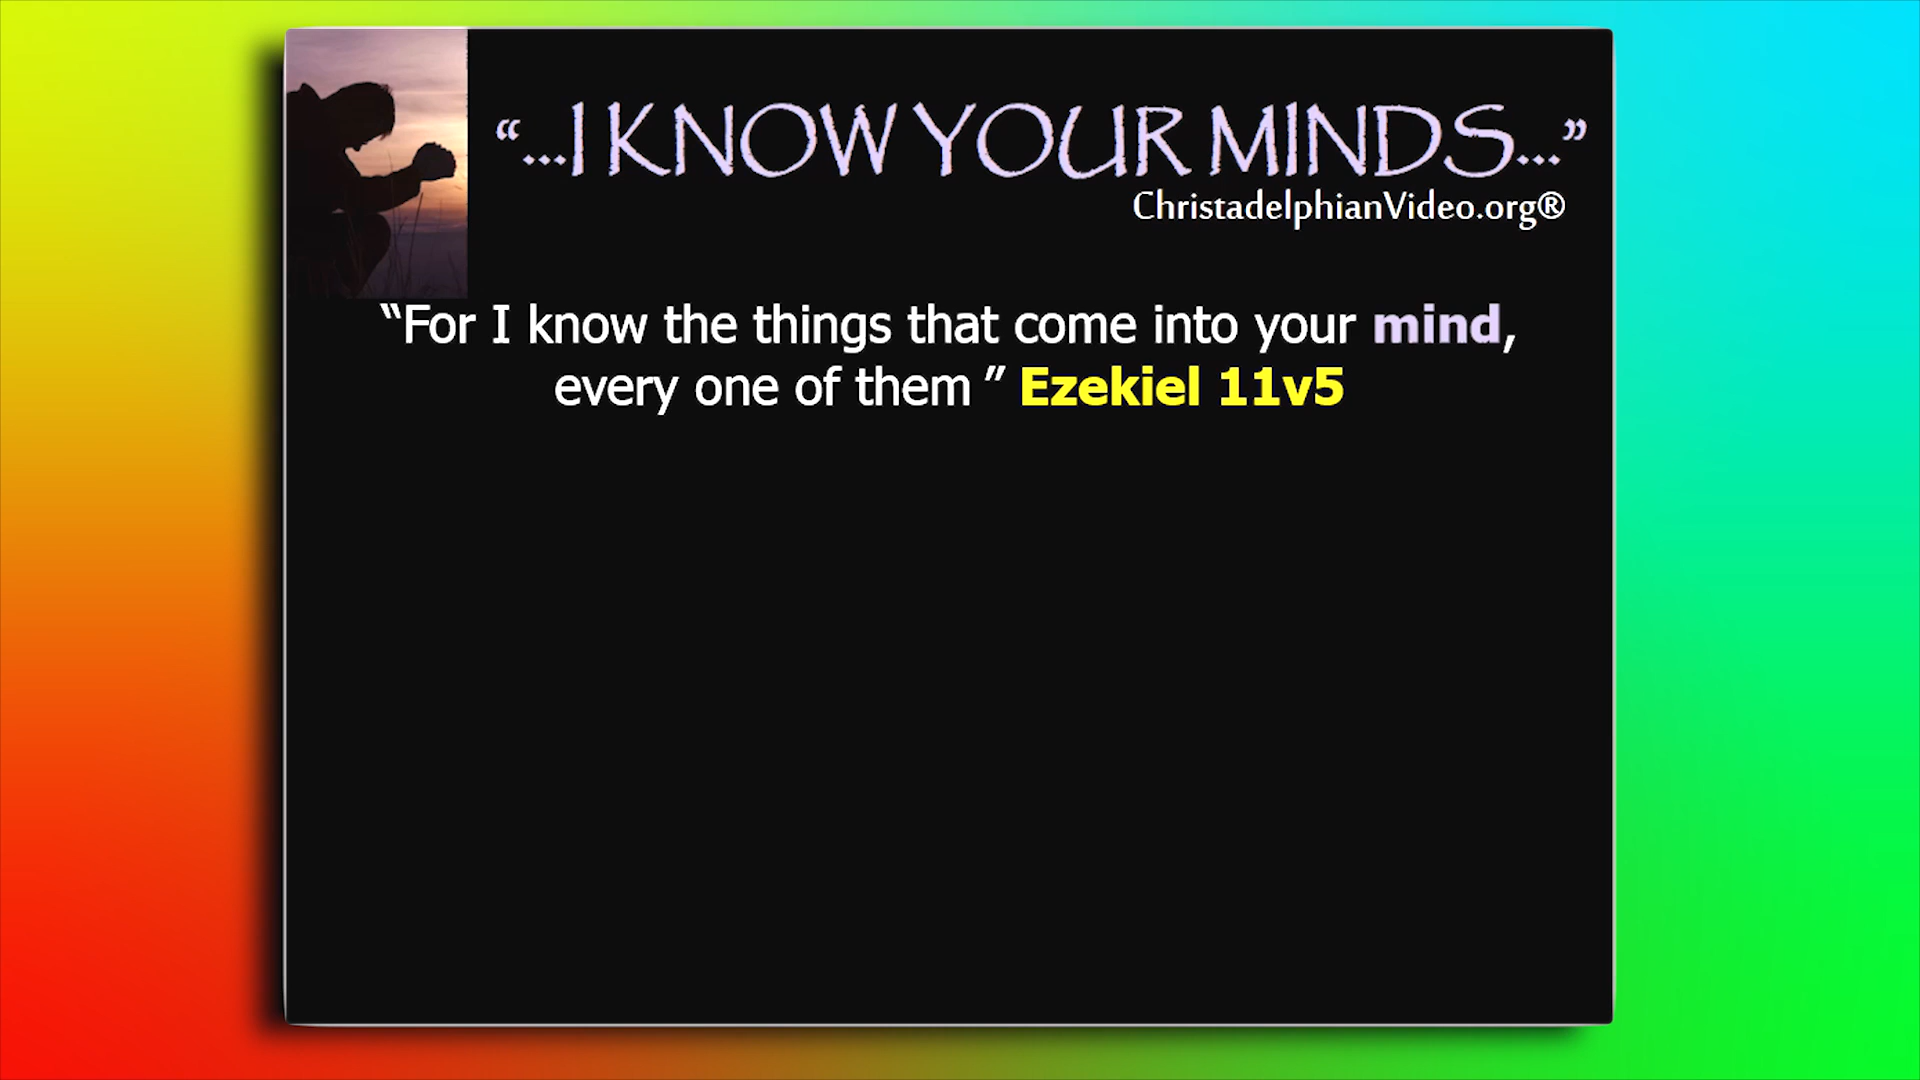 “...I KNOW YOUR MINDS...”
ChristadelphianVideo.org®
“For I know the things that come into your mind,
every one of them ” Ezekiel 11v5